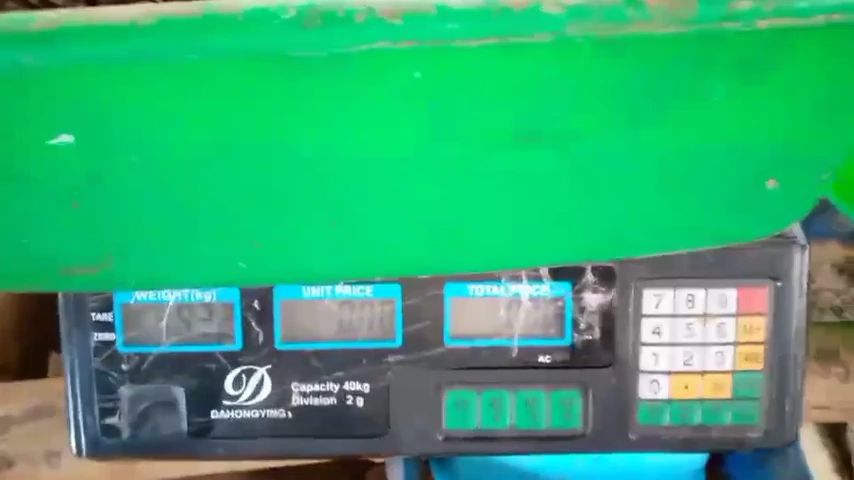 WEIGHT(kg)
UNIT PRICE
TOTAL PRICE
TARE
ZERO
AC
DAHONGYING
Capacity 40kg
Division 2 g
7 8 9
4 5 6 M+
1 2 3
0